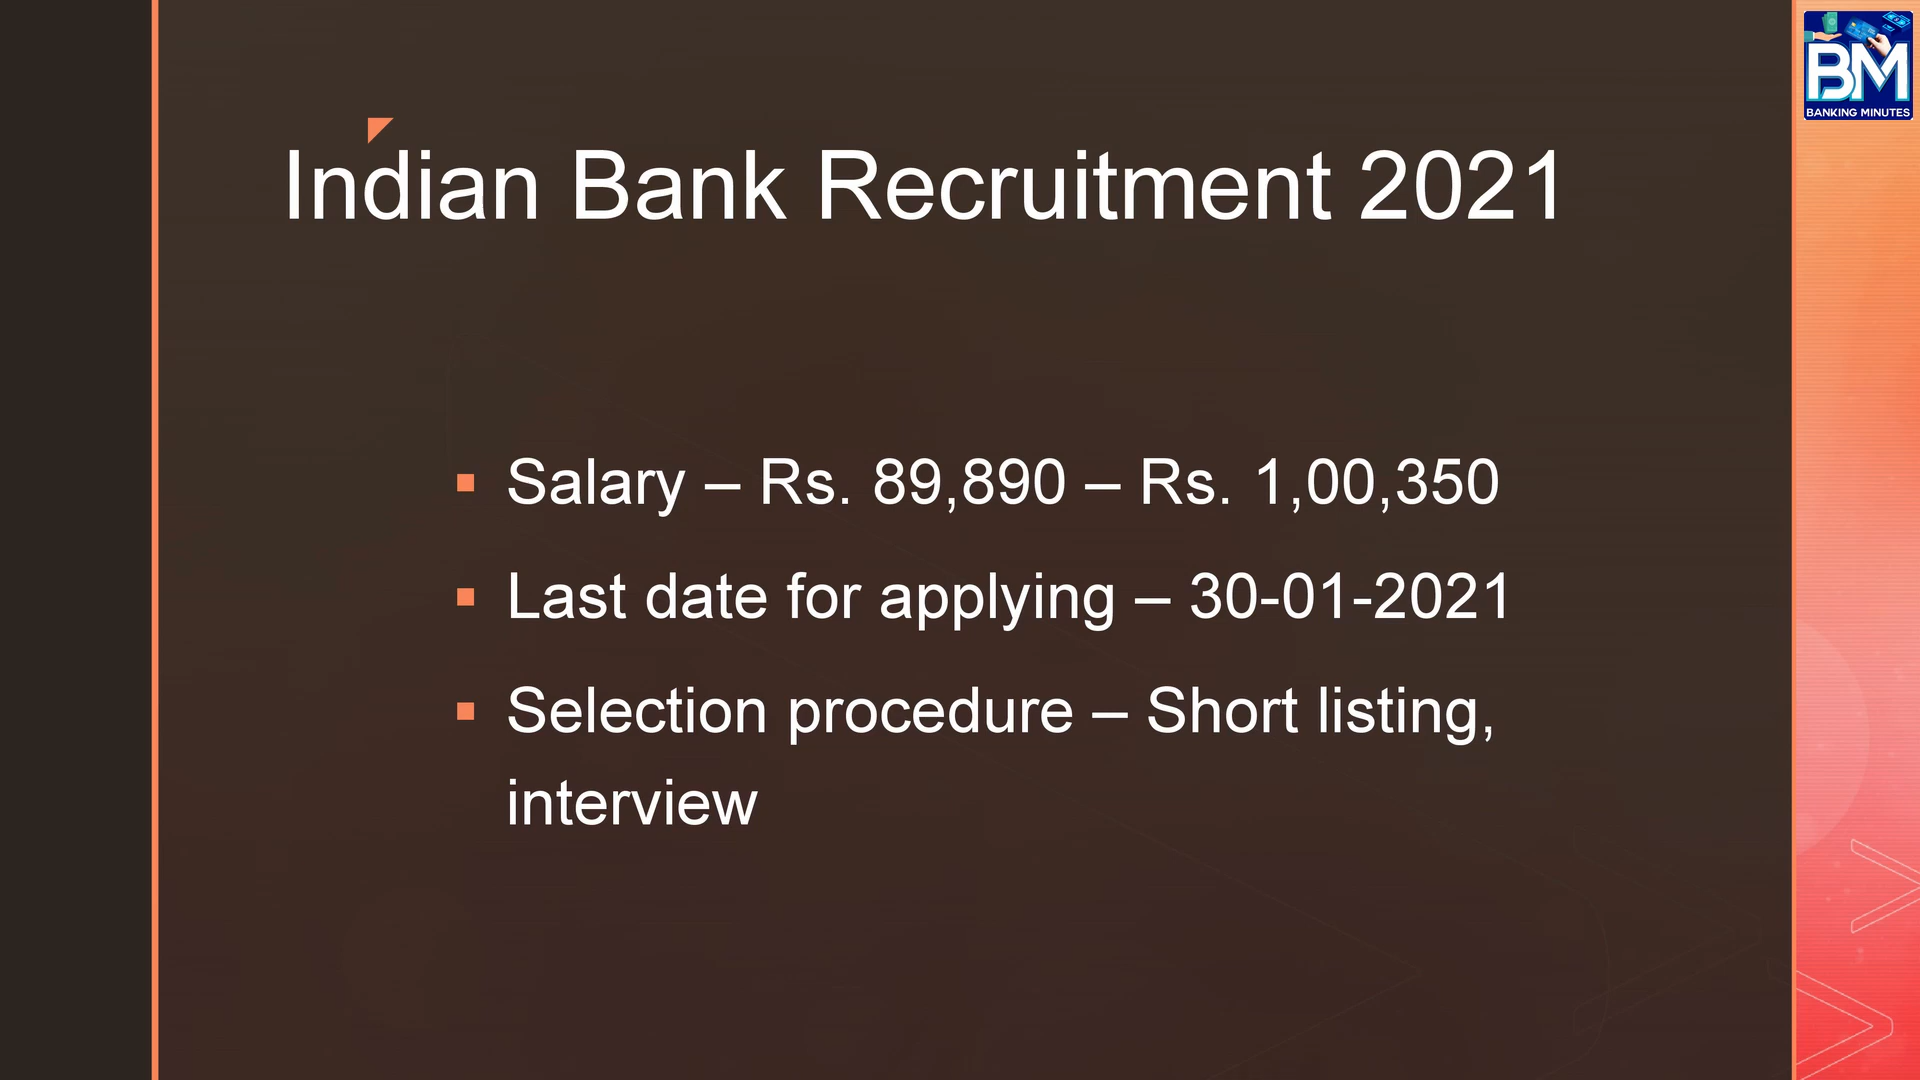 BM
BANKING MINUTES
Indian Bank Recruitment 2021
▪ Salary – Rs. 89,890 – Rs. 1,00,350
▪ Last date for applying – 30-01-2021
▪ Selection procedure – Short listing,
interview